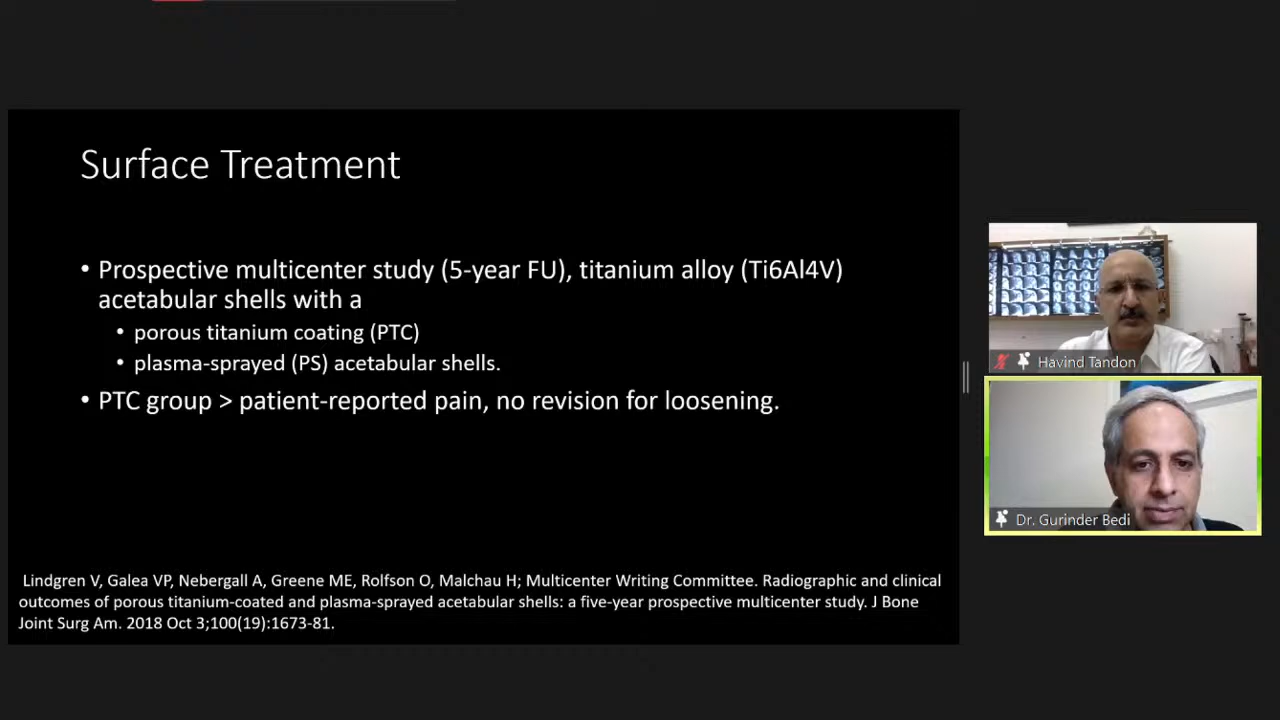 Surface Treatment
• Prospective multicenter study (5-year FU), titanium alloy (Ti6Al4V)
acetabular shells with a
• porous titanium coating (PTC)
• plasma-sprayed (PS) acetabular shells.
• PTC group > patient-reported pain, no revision for loosening.
Lindgren V, Galea VP, Nebergall A, Greene ME, Rolfson O, Malchau H; Multicenter Writing Committee. Radiographic and clinical
outcomes of porous titanium-coated and plasma-sprayed acetabular shells: a five-year prospective multicenter study. J Bone
Joint Surg Am. 2018 Oct 3;100(19):1673-81.
Havind Tandon
Dr. Gurinder Bedi